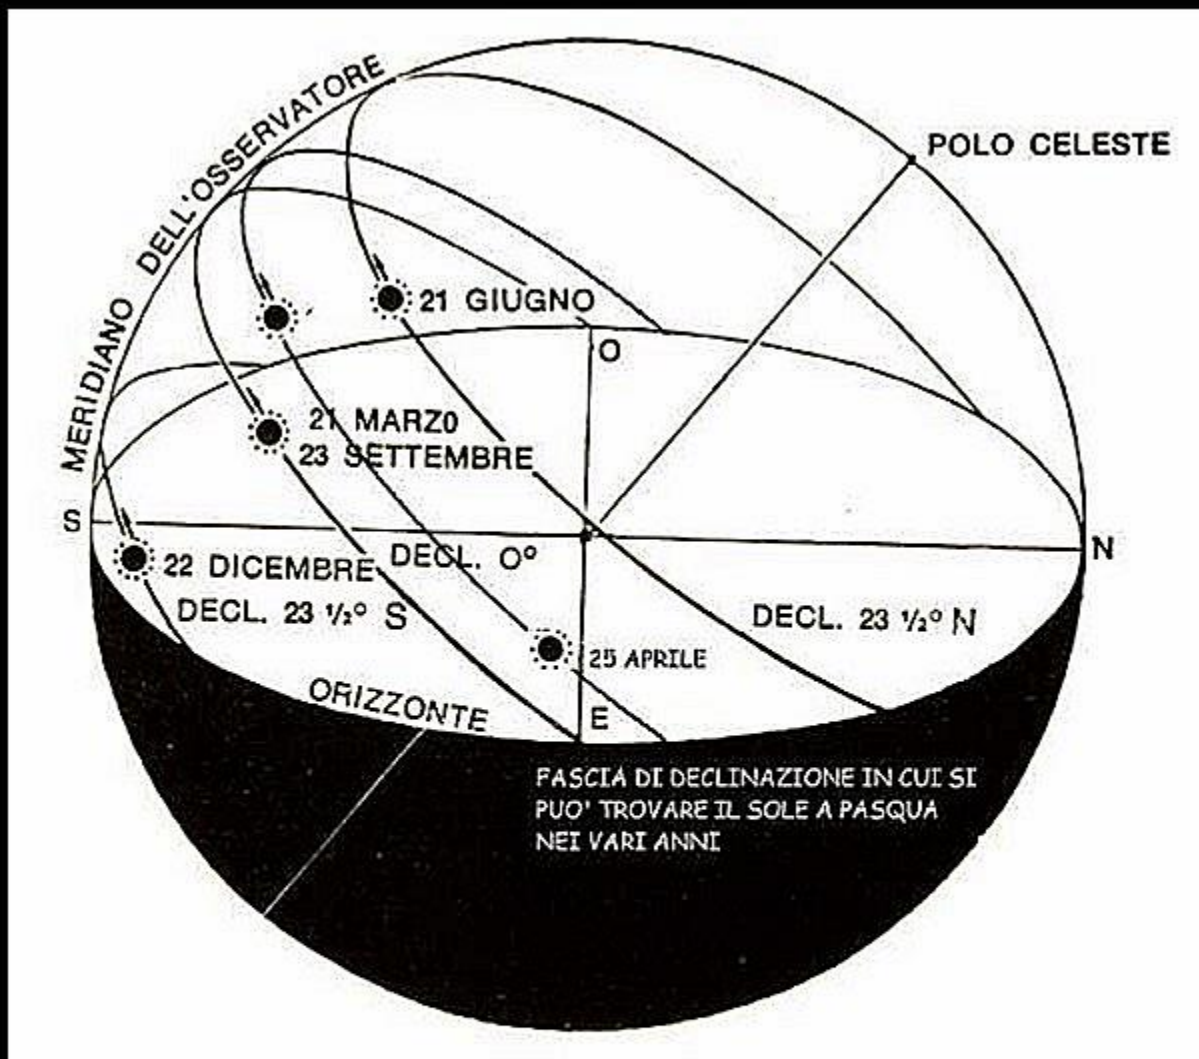 MERIDIANO DELL'OSSERVATORE
POLO CELESTE
21 GIUGNO
O
21 MARZO
23 SETTEMBRE
S
N
DECL. 0°
22 DICEMBRE
DECL. 23 ½° S
DECL. 23 ½° N
25 APRILE
ORIZZONTE
E
FASCIA DI DECLINAZIONE IN CUI SI
PUO' TROVARE IL SOLE A PASQUA
NEI VARI ANNI